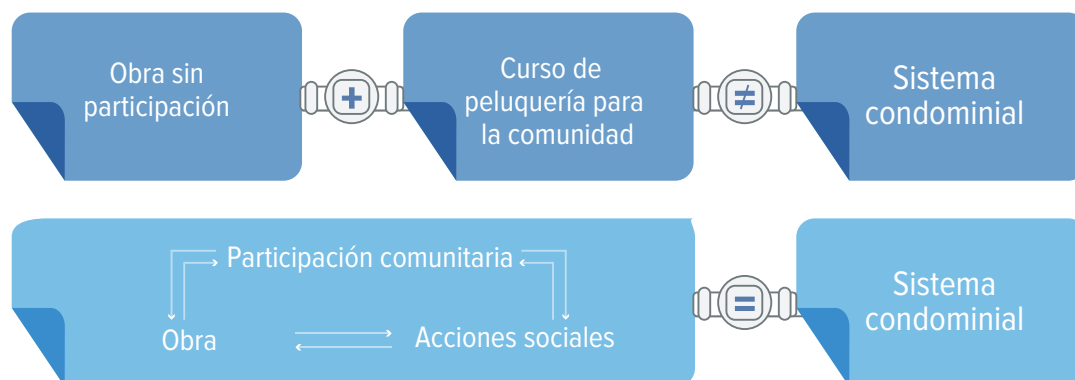 Obra sin
participación
+
Curso de
peluquería para
la comunidad
≠
Sistema
condominial
Participación comunitaria
Obra
Acciones sociales
=
Sistema
condominial